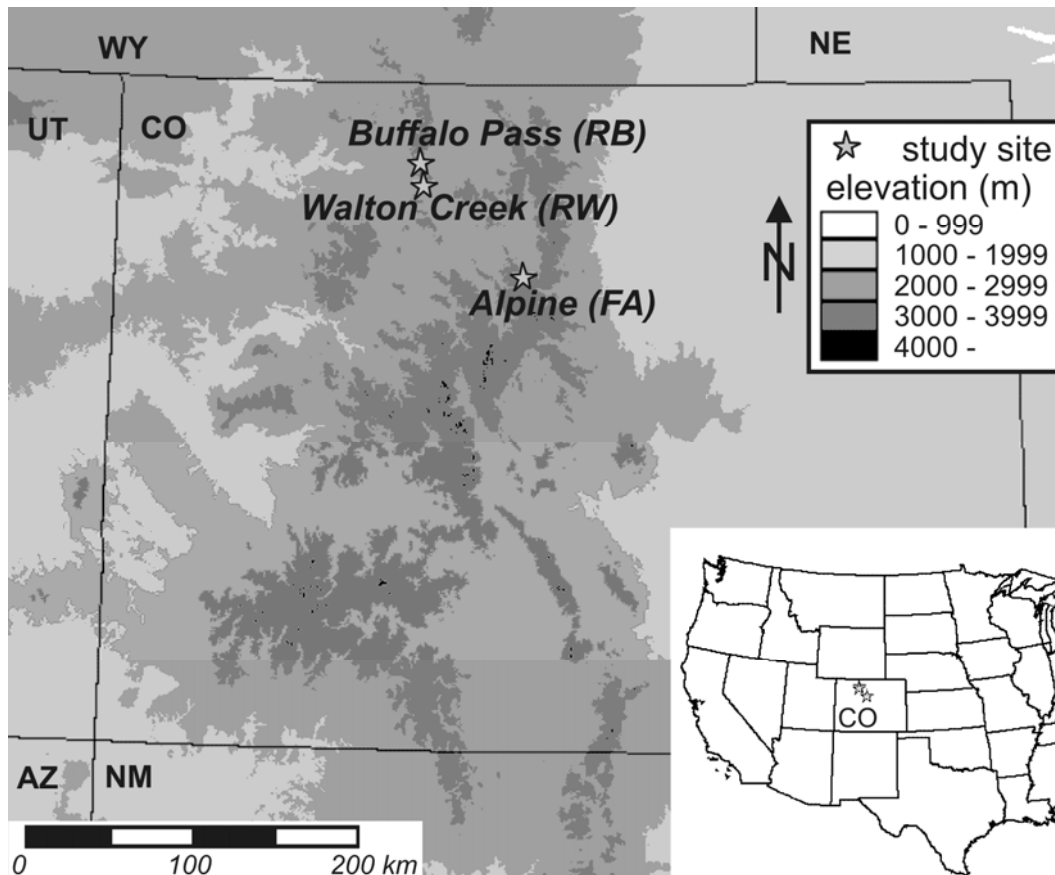 WY
NE
UT
CO
Buffalo Pass (RB)
Walton Creek (RW)
Alpine (FA)
study site
elevation (m)
0 - 999
1000 - 1999
2000 - 2999
3000 - 3999
4000 -
N
CO
AZ
NM
0 100 200 km